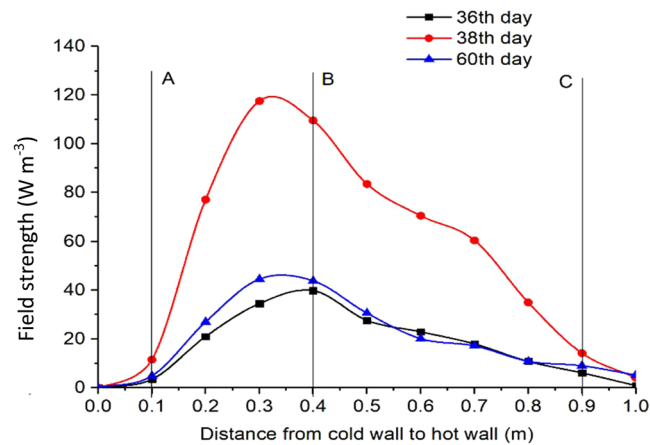 36th day
38th day
60th day
140
120
100
80
60
40
20
0
A
B
C
Field strength (W m-3)
0.0 0.1 0.2 0.3 0.4 0.5 0.6 0.7 0.8 0.9 1.0
Distance from cold wall to hot wall (m)